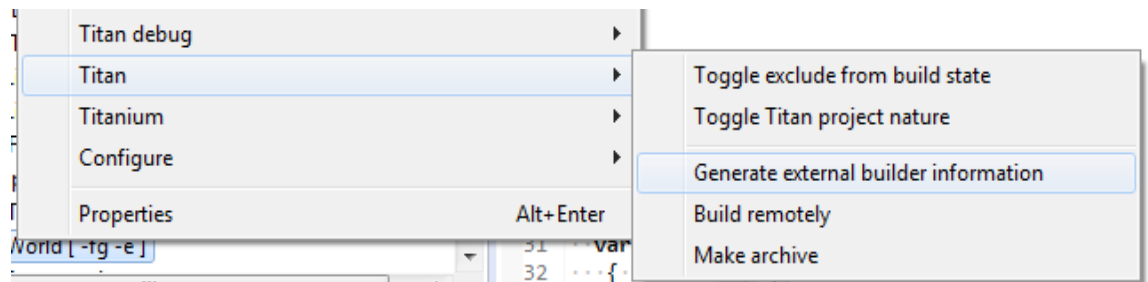 Titan debug
Titan
Titanium
Configure
Properties Alt+Enter
Toggle exclude from build state
Toggle Titan project nature
Generate external builder information
Build remotely
Make archive
World [ -fg -e ]
31 ··var
32 ···{·